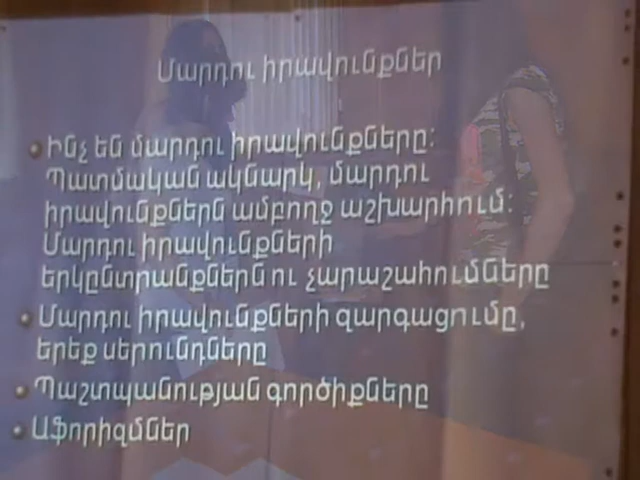 Մարդու իրավունքներ
Ինչ են մարդու իրավունքները:
Պատմական ակնարկ, մարդու
իրավունքներն ամբողջ աշխարհում:
Մարդու իրավունքների
երկընտրանքներն ու չարաշահումները
Մարդու իրավունքների զարգացումը,
երեք սերունդները
Պաշտպանության գործիքները
Աֆորիզմներ